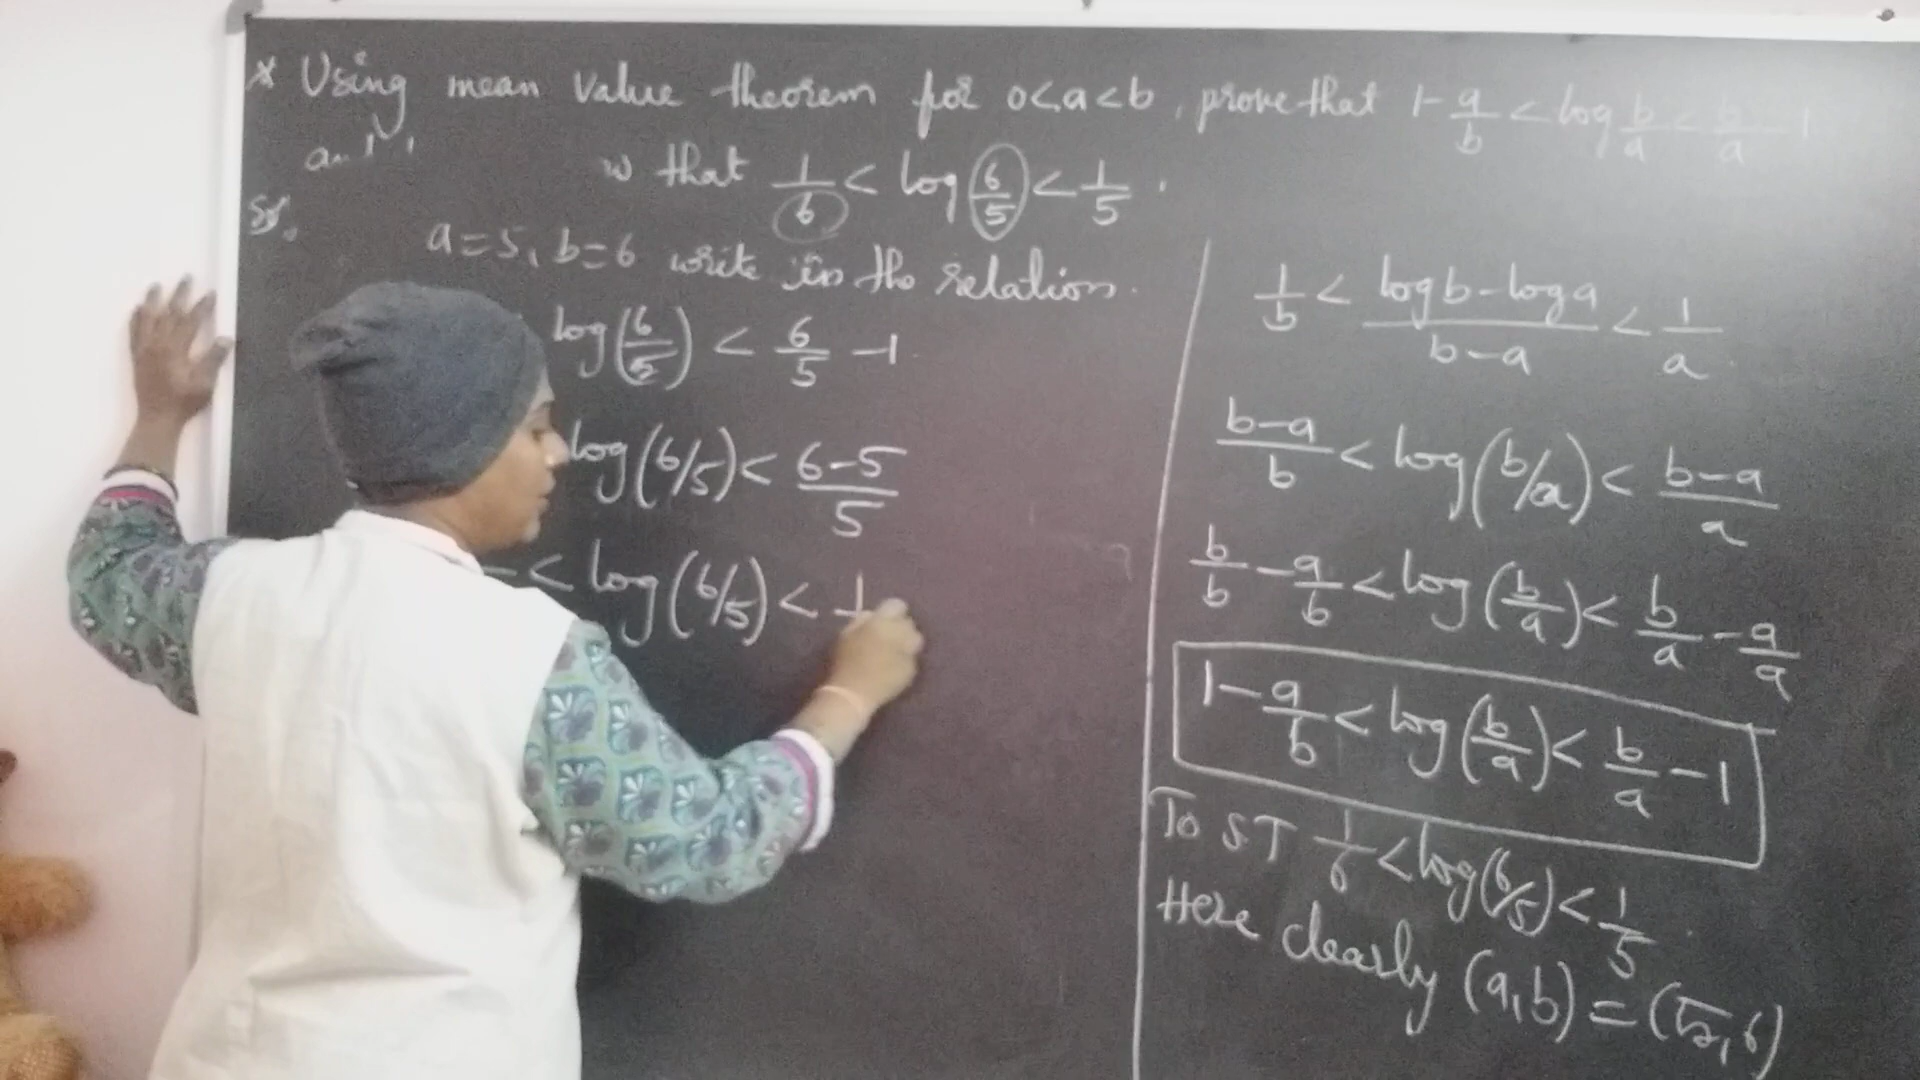 * Using mean value theorem for 0<a<b, prove that 1-a/b < log b/a < b/a - 1
that 1/6 < log 6/5 < 1/5.
Sol.
a=5, b=6 write in the relation.
log(6/5) < 6/5 - 1
log(6/5) < (6-5)/5
< log(6/5) < 1
1/b < (log b - log a)/(b-a) < 1/a
(b-a)/b < log(b/a) < (b-a)/a
b/b - a/b < log(b/a) < b/a - a/a
1 - a/b < log(b/a) < b/a - 1
To ST 1/6 < log(6/5) < 1/5
Here clearly (a,b) = (5,6)